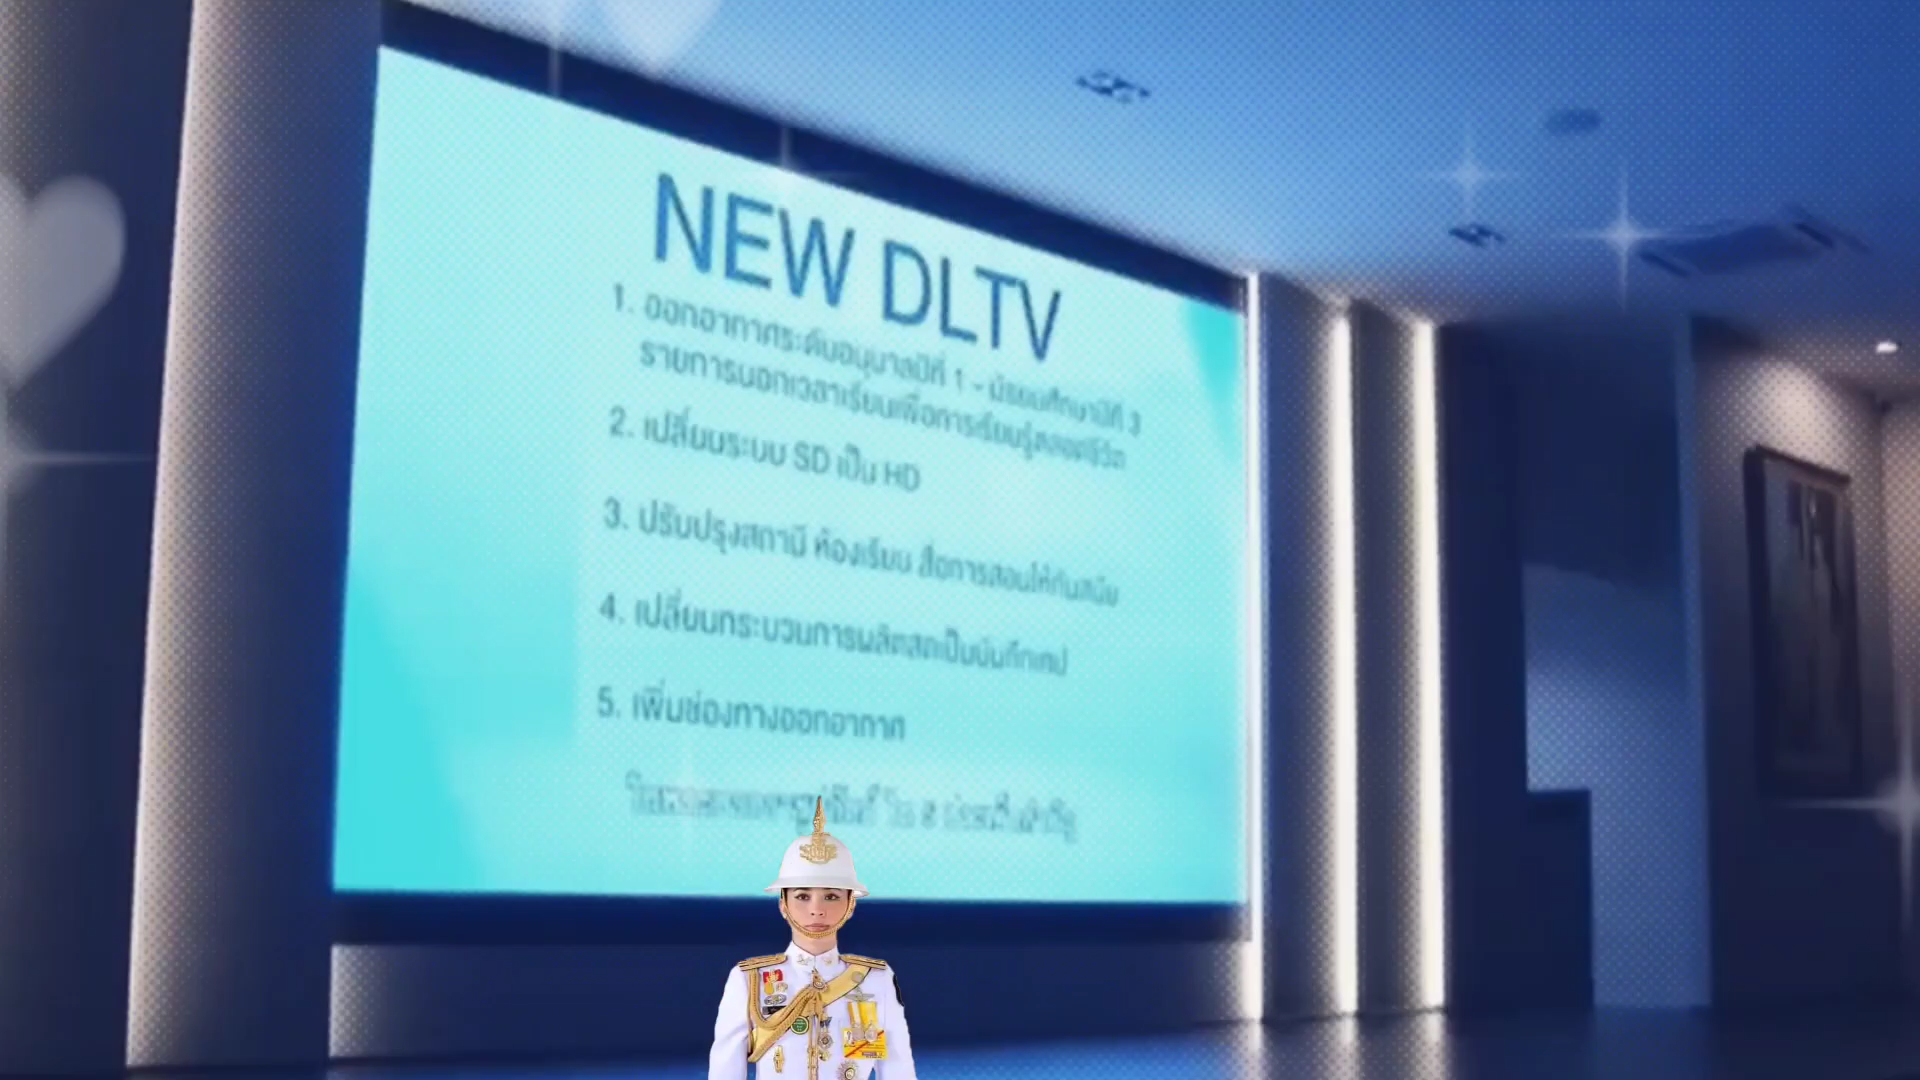 NEW DLTV
1. ออกอากาศระดับอนุบาลปีที่ 1 - มัธยมศึกษาปีที่ 3
รายการนอกเวลาเรียนเพื่อการเรียนรู้ตลอดชีวิต
2. เปลี่ยนระบบ SD เป็น HD
3. ปรับปรุงสถานี ห้องเรียน สื่อการสอนให้ทันสมัย
4. เปลี่ยนกระบวนการผลิตสดเป็นบันทึกเทป
5. เพิ่มช่องทางออกอากาศ